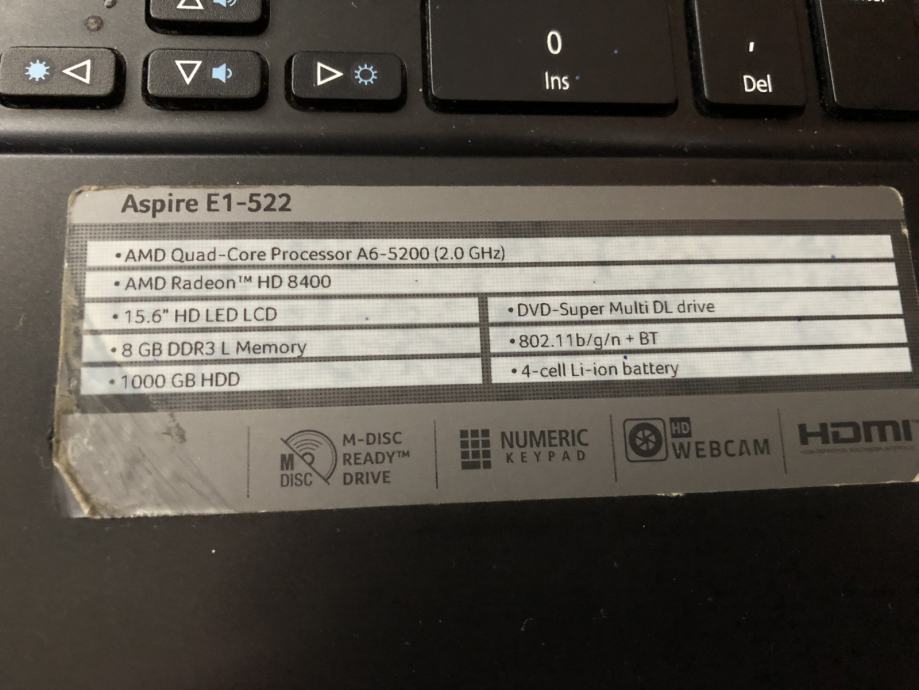 0
Ins
,
Del
Aspire E1-522
• AMD Quad-Core Processor A6-5200 (2.0 GHz)
• AMD Radeon™ HD 8400
• 15.6" HD LED LCD
• DVD-Super Multi DL drive
• 8 GB DDR3 L Memory
• 802.11b/g/n + BT
• 1000 GB HDD
• 4-cell Li-ion battery
M DISC
M-DISC
READY™
DRIVE
NUMERIC
KEYPAD
HD
WEBCAM
HDMI